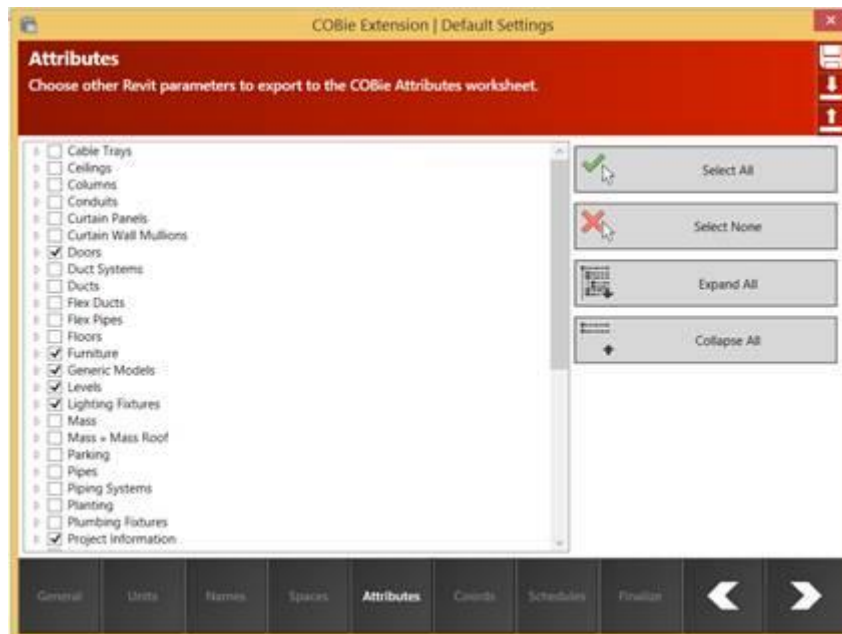 COBie Extension | Default Settings
Attributes
Choose other Revit parameters to export to the COBie Attributes worksheet.
Cable Trays
Ceilings
Columns
Conduits
Curtain Panels
Curtain Wall Mullions
Doors
Duct Systems
Ducts
Flex Ducts
Flex Pipes
Floors
Furniture
Generic Models
Levels
Lighting Fixtures
Mass
Mass » Mass Roof
Parking
Pipes
Piping Systems
Planting
Plumbing Fixtures
Project Information
Select All
Select None
Expand All
Collapse All
General Units Names Spaces Attributes Coords Schedules Finalize